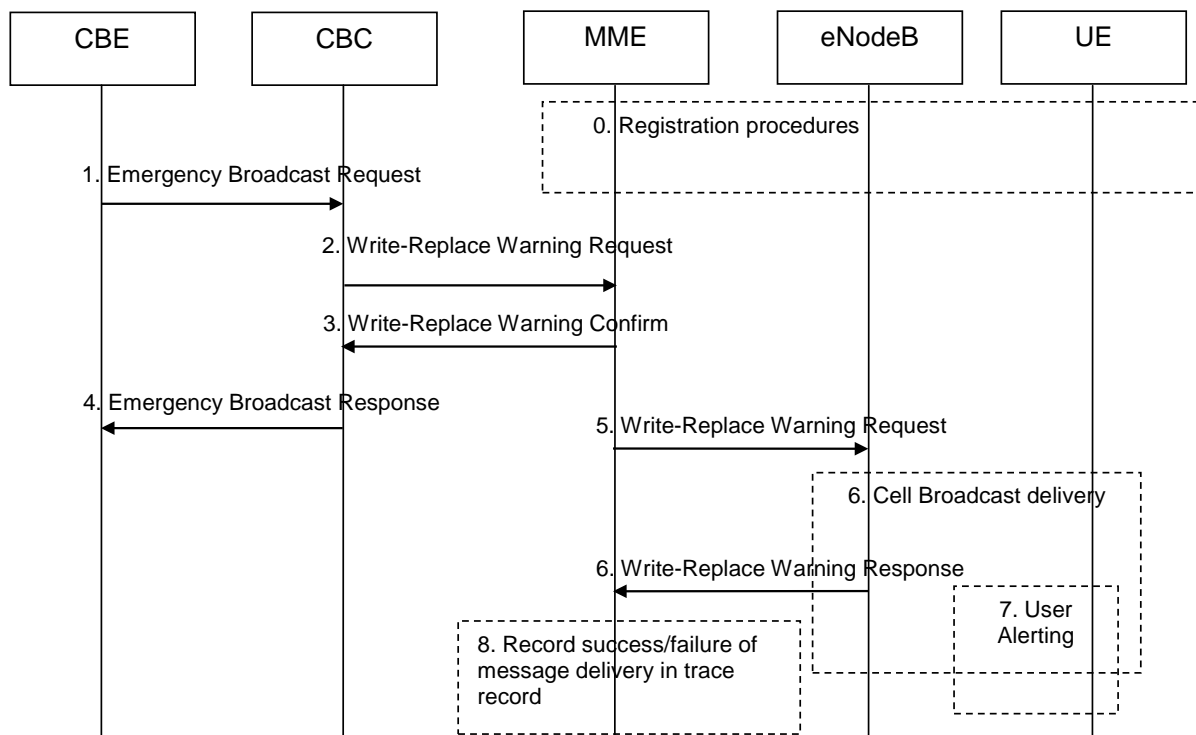 CBE
CBC
MME
eNodeB
UE
0. Registration procedures
1. Emergency Broadcast Request
2. Write-Replace Warning Request
3. Write-Replace Warning Confirm
4. Emergency Broadcast Response
5. Write-Replace Warning Request
6. Cell Broadcast delivery
6. Write-Replace Warning Response
7. User
Alerting
8. Record success/failure of
message delivery in trace
record